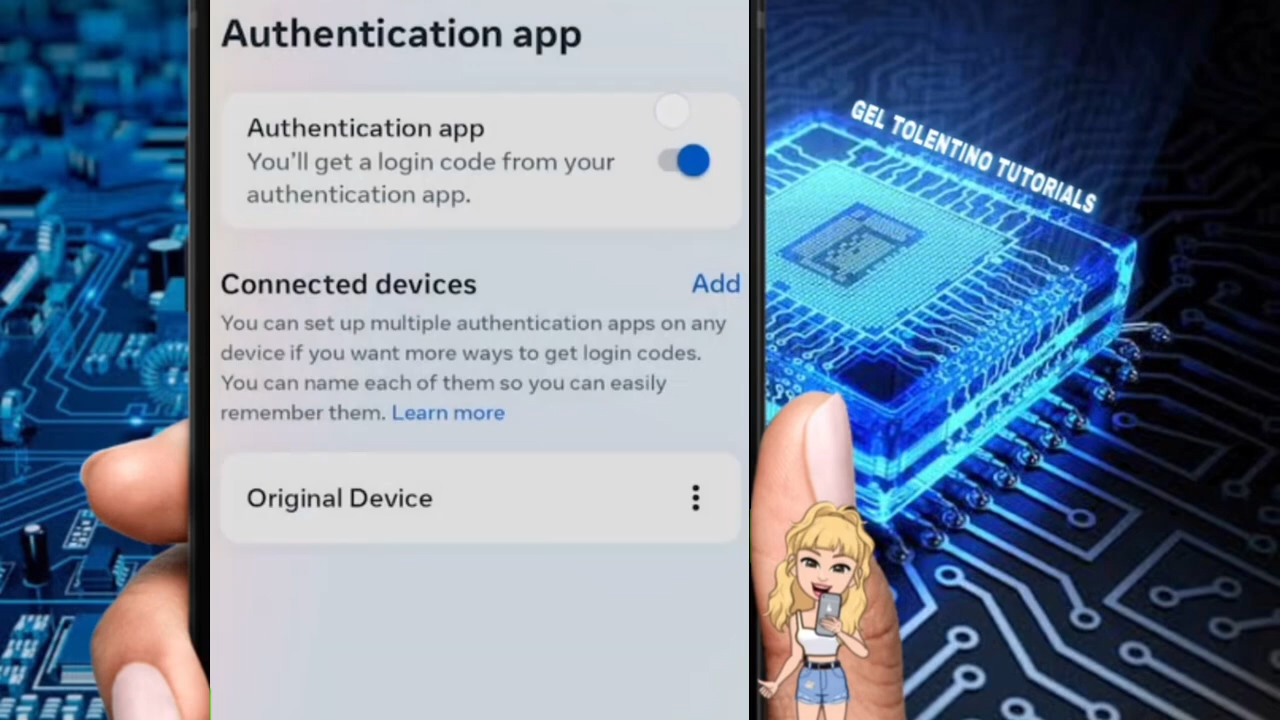 Authentication app
Authentication app
You'll get a login code from your
authentication app.
Connected devices
Add
You can set up multiple authentication apps on any
device if you want more ways to get login codes.
You can name each of them so you can easily
remember them. Learn more
Original Device
GEL TOLENTINO TUTORIALS